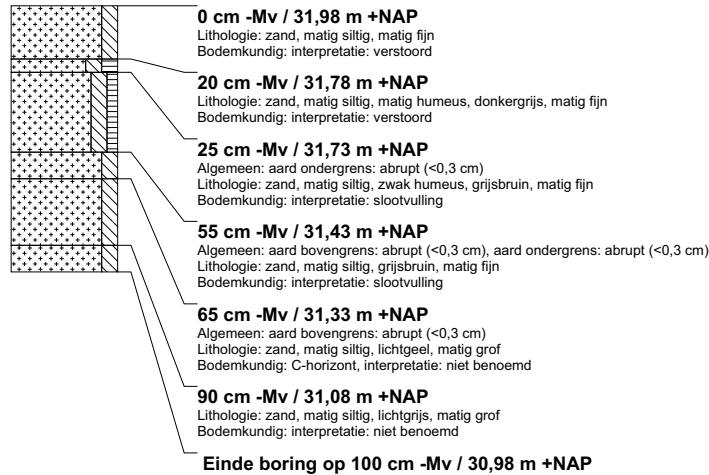 0 cm -Mv / 31,98 m +NAP
Lithologie: zand, matig siltig, matig fijn
Bodemkundig: interpretatie: verstoord
20 cm -Mv / 31,78 m +NAP
Lithologie: zand, matig siltig, matig humeus, donkergrijs, matig fijn
Bodemkundig: interpretatie: verstoord
25 cm -Mv / 31,73 m +NAP
Algemeen: aard ondergrens: abrupt (<0,3 cm)
Lithologie: zand, matig siltig, zwak humeus, grijsbruin, matig fijn
Bodemkundig: interpretatie: slootvulling
55 cm -Mv / 31,43 m +NAP
Algemeen: aard bovengrens: abrupt (<0,3 cm), aard ondergrens: abrupt (<0,3 cm)
Lithologie: zand, matig siltig, grijsbruin, matig fijn
Bodemkundig: interpretatie: slootvulling
65 cm -Mv / 31,33 m +NAP
Algemeen: aard bovengrens: abrupt (<0,3 cm)
Lithologie: zand, matig siltig, lichtgeel, matig grof
Bodemkundig: C-horizont, interpretatie: niet benoemd
90 cm -Mv / 31,08 m +NAP
Lithologie: zand, matig siltig, lichtgrijs, matig grof
Bodemkundig: interpretatie: niet benoemd
Einde boring op 100 cm -Mv / 30,98 m +NAP